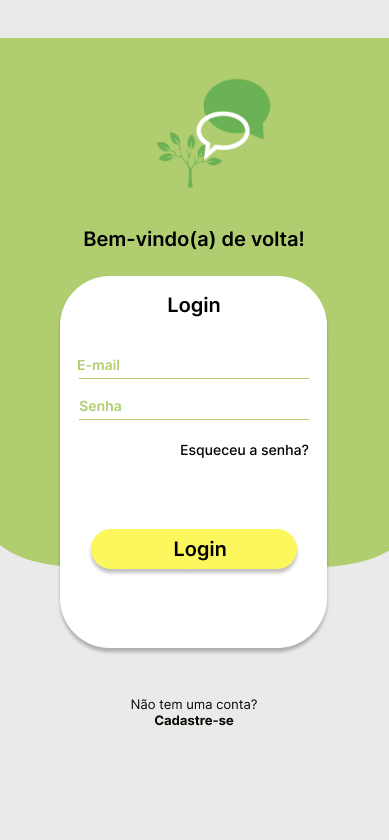 Bem-vindo(a) de volta!
Login
E-mail
Senha
Esqueceu a senha?
Login
Não tem uma conta?
Cadastre-se